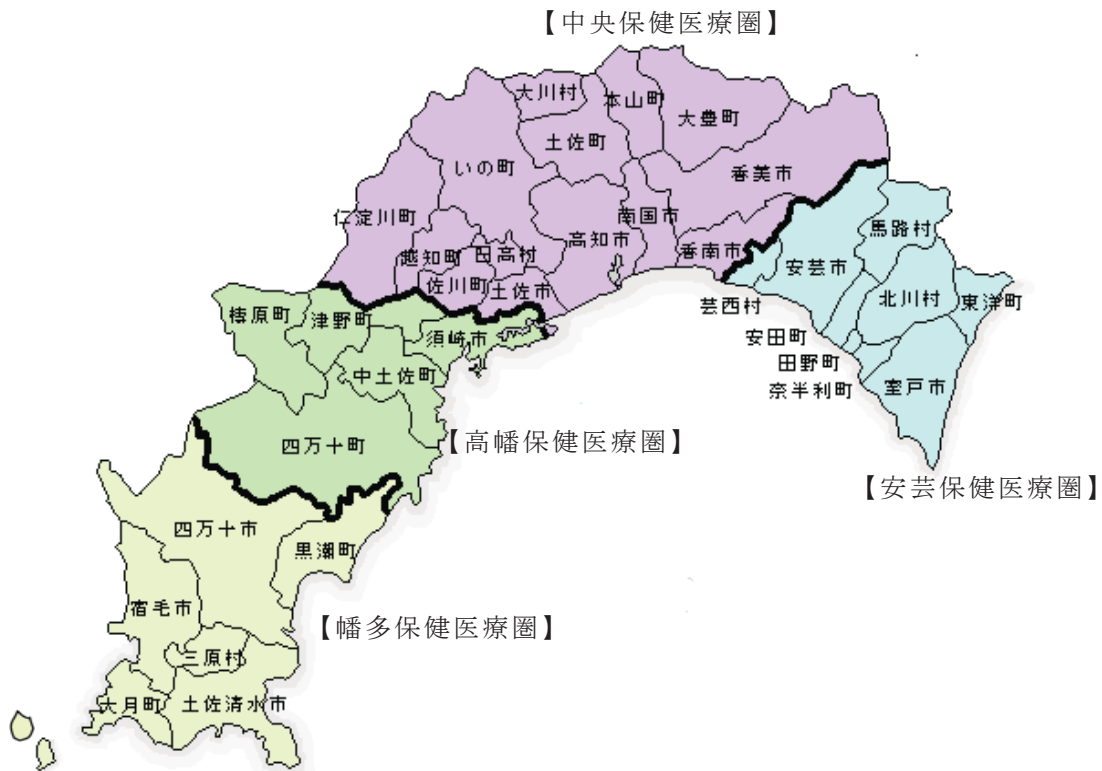 【中央保健医療圏】
大川村
本山町
大豊町
土佐町
いの町
香美市
仁淀川町
南国市
高知市
香南市
越知町
日高村
佐川町
土佐市
馬路村
安芸市
北川村
東洋町
芸西村
安田町
田野町
奈半利町
室戸市
【安芸保健医療圏】
梼原町
津野町
須崎市
中土佐町
四万十町
【高幡保健医療圏】
四万十市
黒潮町
宿毛市
三原村
大月町
土佐清水市
【幡多保健医療圏】